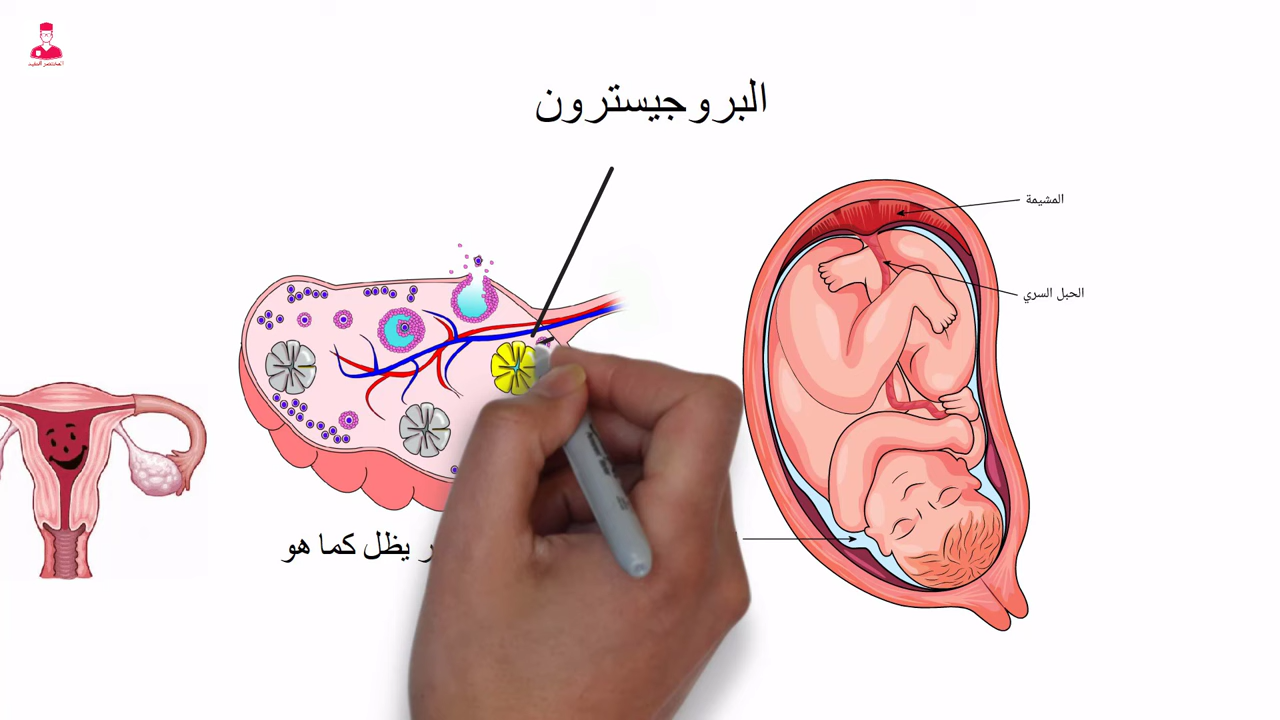 البروجيسترون
المشيمة
الحبل السري
يظل كما هو